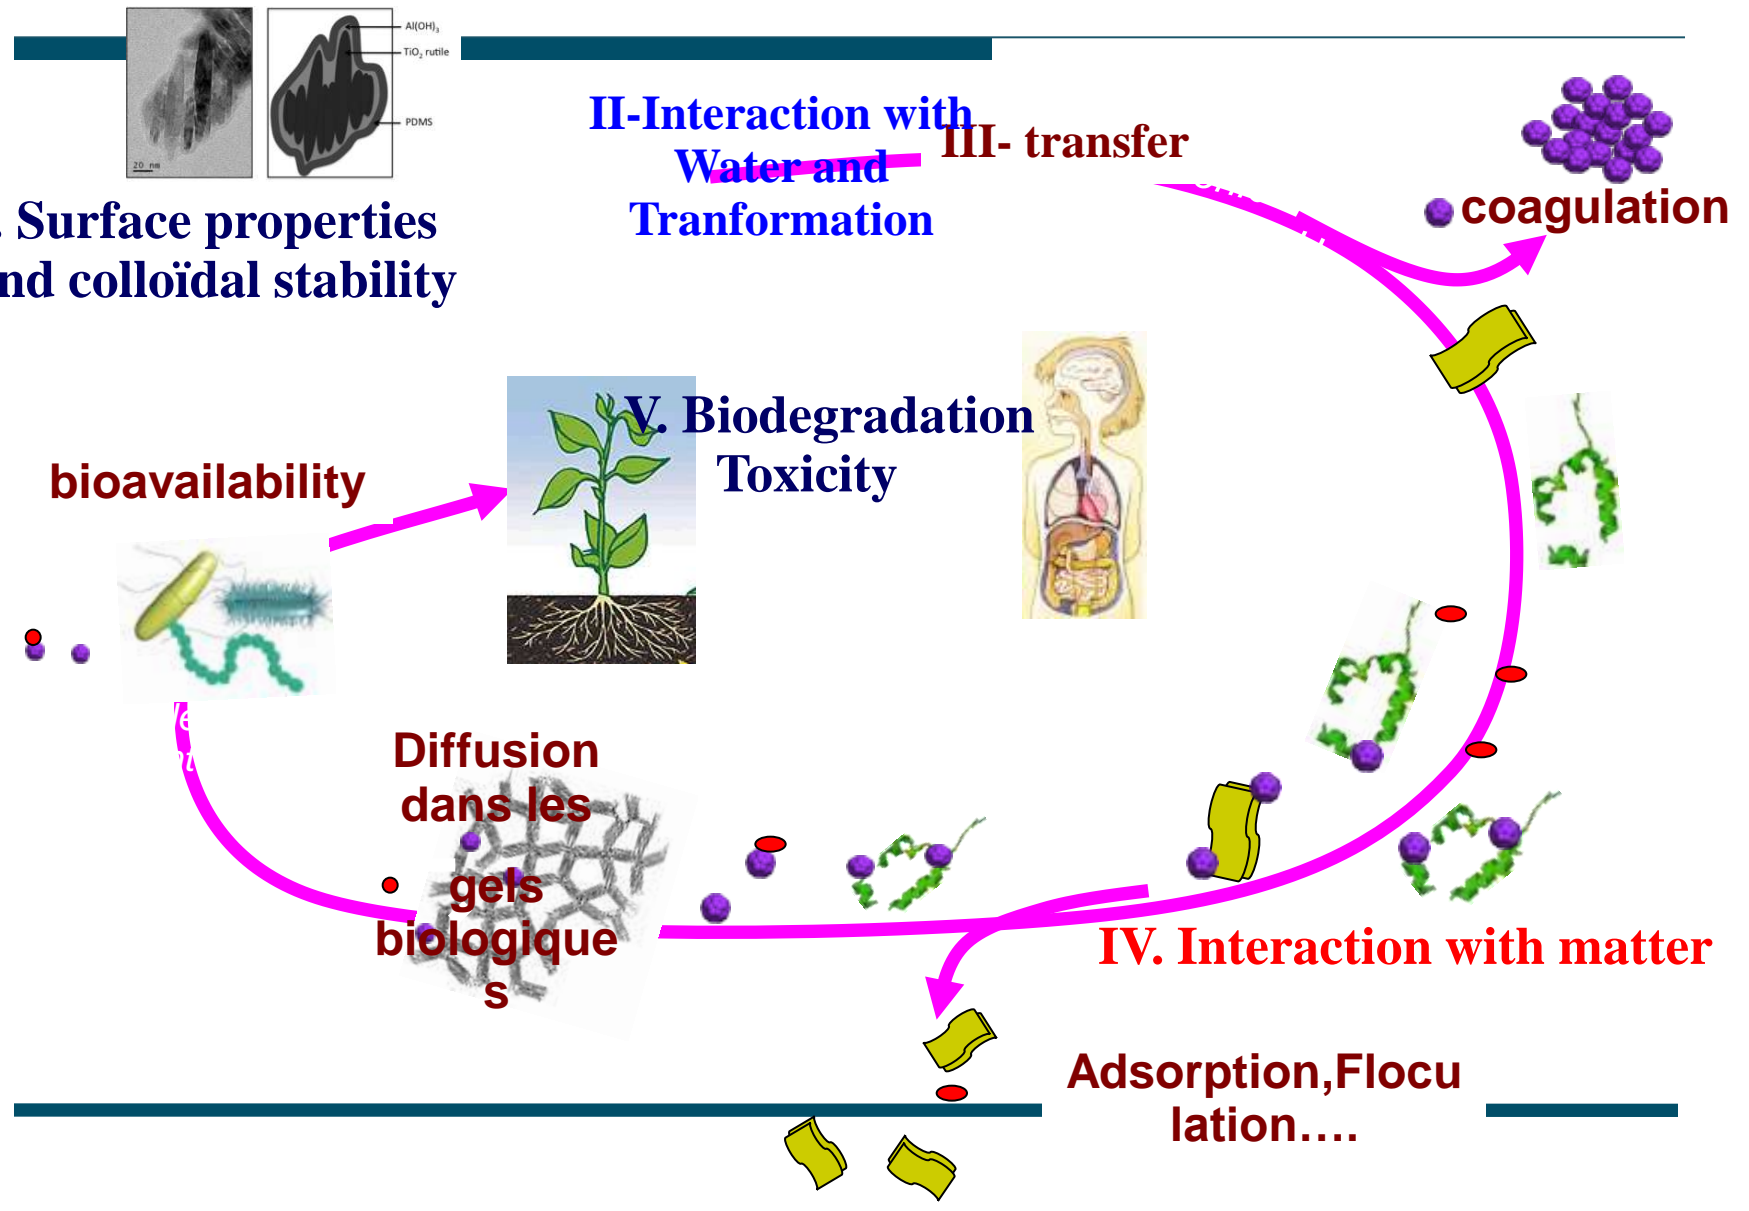 Al(OH)3
TiO2 rutile
PDMS
20 nm
. Surface properties
nd colloïdal stability
II-Interaction with
Water and
Tranformation
III- transfer
coagulation
V. Biodegradation
Toxicity
bioavailability
Diffusion
dans les
gels
biologique
s
IV. Interaction with matter
Adsorption,Flocu
lation….